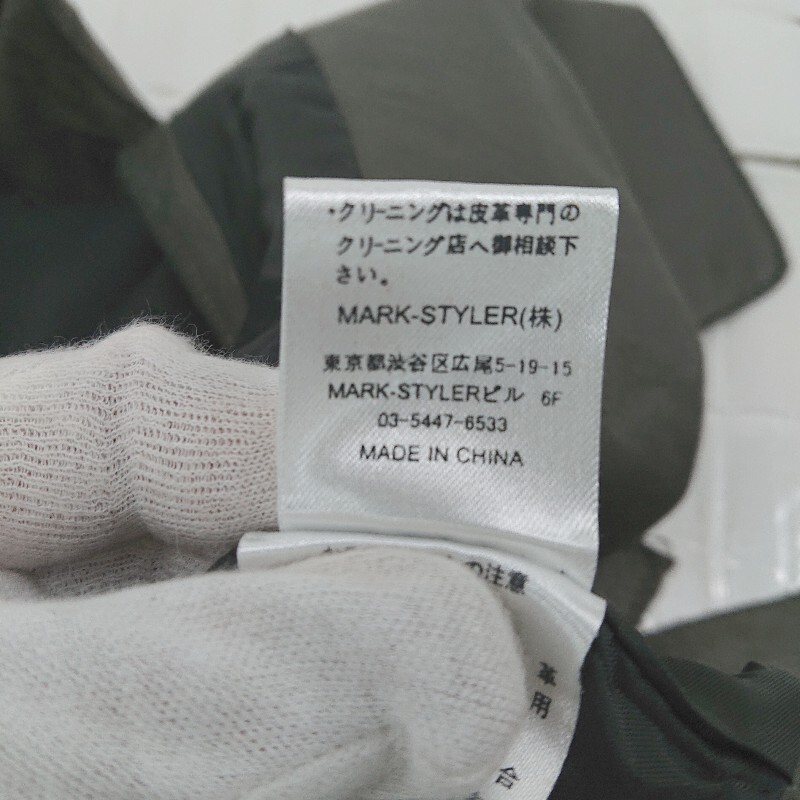 ・クリーニングは皮革専門の
クリーニング店へ御相談下
さい。
MARK-STYLER(株)
東京都渋谷区広尾5-19-15
MARK-STYLERビル 6F
03-5447-6533
MADE IN CHINA
の注意
革
用
合